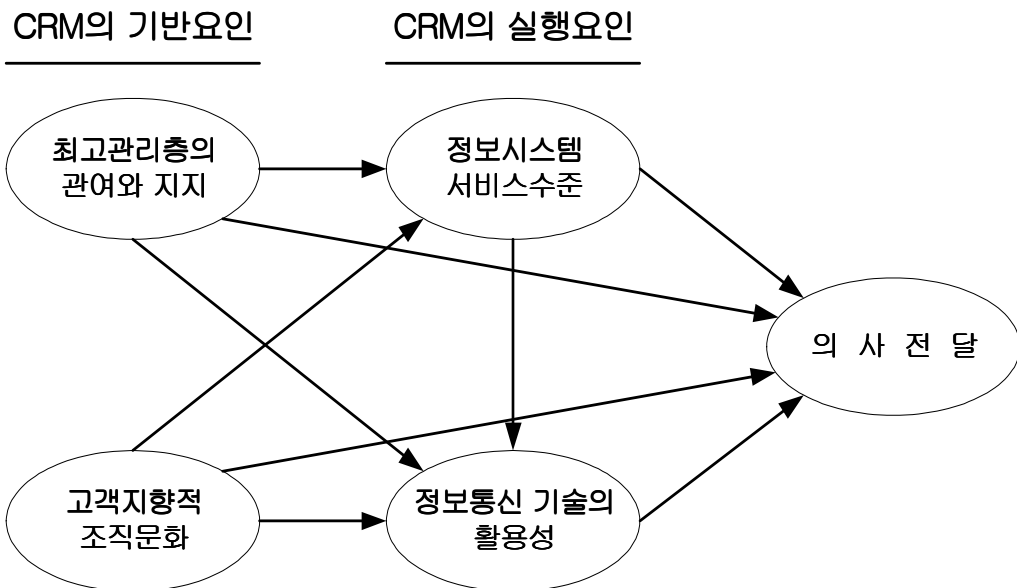 CRM의 기반요인
CRM의 실행요인
최고관리층의
관여와 지지
정보시스템
서비스수준
의 사 전 달
고객지향적
조직문화
정보통신 기술의
활용성